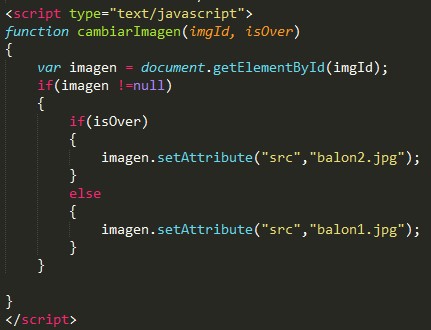 <script type="text/javascript">
function cambiarImagen(imgId, isOver)
{
    var imagen = document.getElementById(imgId);
    if(imagen !=null)
    {
        if(isOver)
        {
            imagen.setAttribute("src","balon2.jpg");
        }
        else
        {
            imagen.setAttribute("src","balon1.jpg");
        }
    }

}
</script>